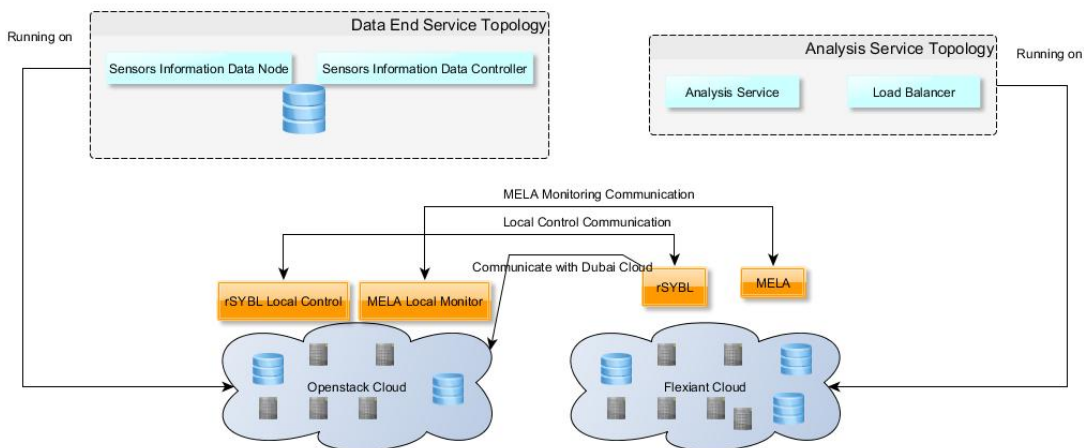 Data End Service Topology
Running on
Sensors Information Data Node
Sensors Information Data Controller
Analysis Service Topology
Running on
Analysis Service
Load Balancer
MELA Monitoring Communication
Local Control Communication
Communicate with Dubai Cloud
rSYBL Local Control
MELA Local Monitor
rSYBL
MELA
Openstack Cloud
Flexiant Cloud